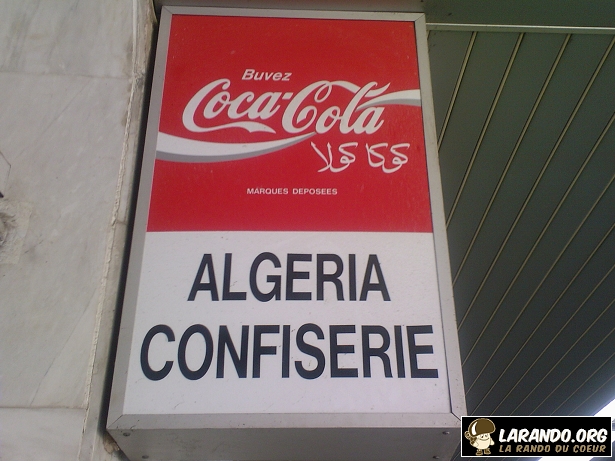 Buvez
Coca-Cola
كوكا كولا
MARQUES DEPOSEES
ALGERIA
CONFISERIE
LARANDO.ORG
LA RANDO DU COEUR